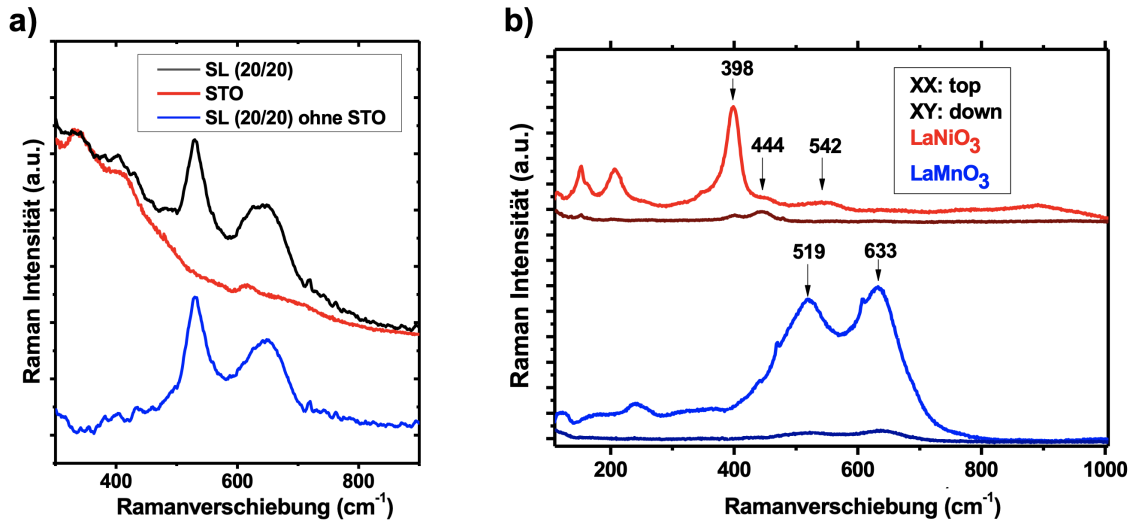 a)
SL (20/20)
STO
SL (20/20) ohne STO
Raman Intensität (a.u.)
400 600 800
Ramanverschiebung (cm⁻¹)
b)
398
444
542
XX: top
XY: down
LaNiO₃
LaMnO₃
519
633
Raman Intensität (a.u.)
200 400 600 800 1000
Ramanverschiebung (cm⁻¹)